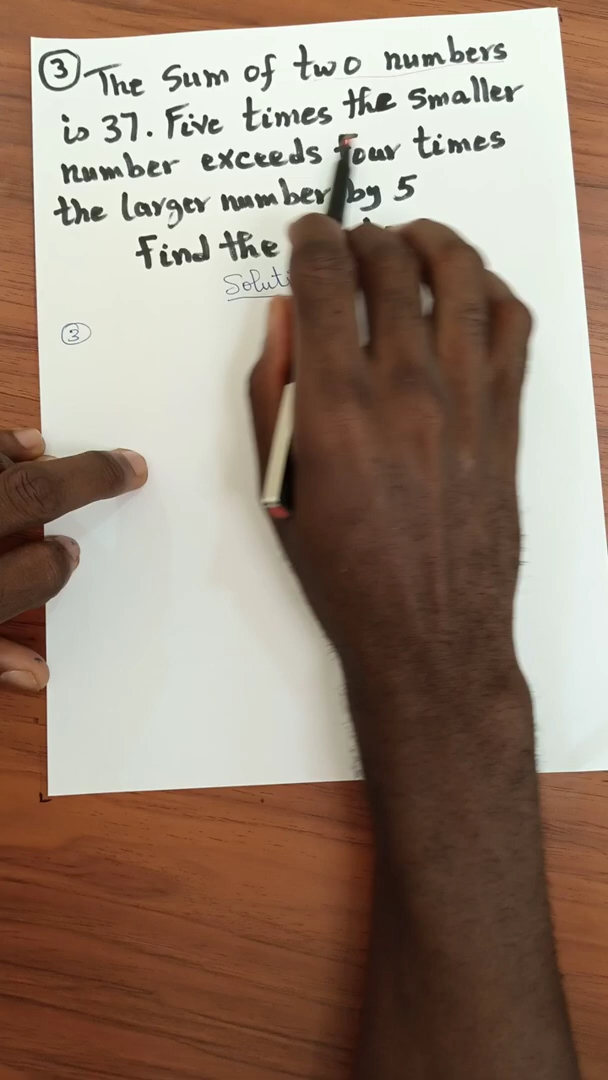 3 The Sum of two numbers
is 37. Five times the smaller
number exceeds four times
the larger number by 5
Find the
Soluti
3